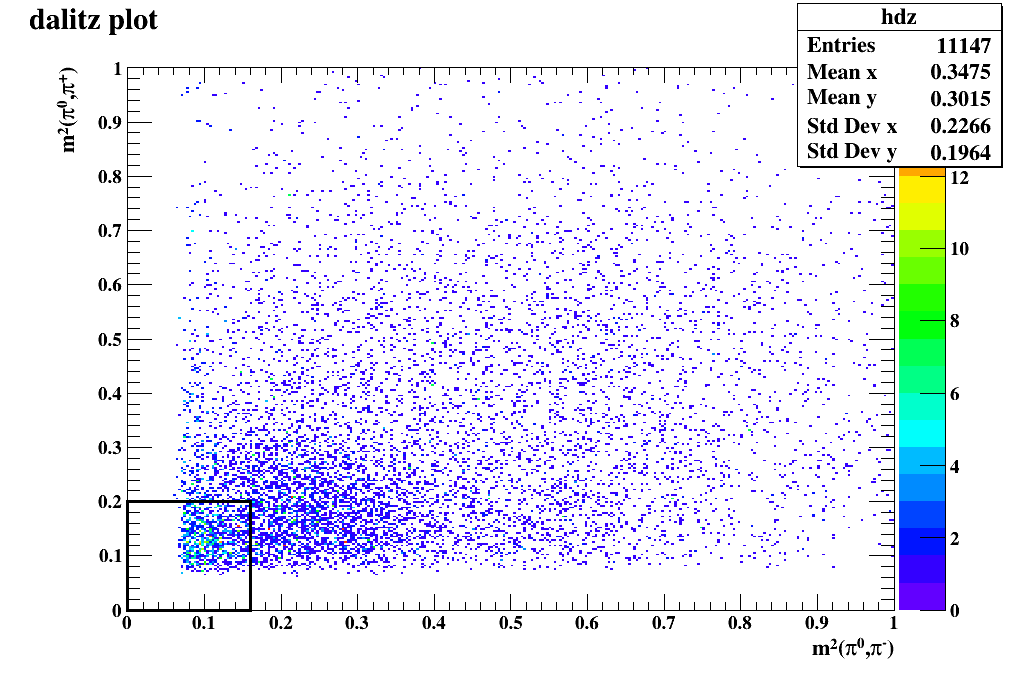 dalitz plot
hdz
Entries 11147
Mean x 0.3475
Mean y 0.3015
Std Dev x 0.2266
Std Dev y 0.1964
m²(π⁰,π⁺)
1
0.9
0.8
0.7
0.6
0.5
0.4
0.3
0.2
0.1
0
12
10
8
6
4
2
0
0 0.1 0.2 0.3 0.4 0.5 0.6 0.7 0.8 0.9 1
m²(π⁰,π⁻)